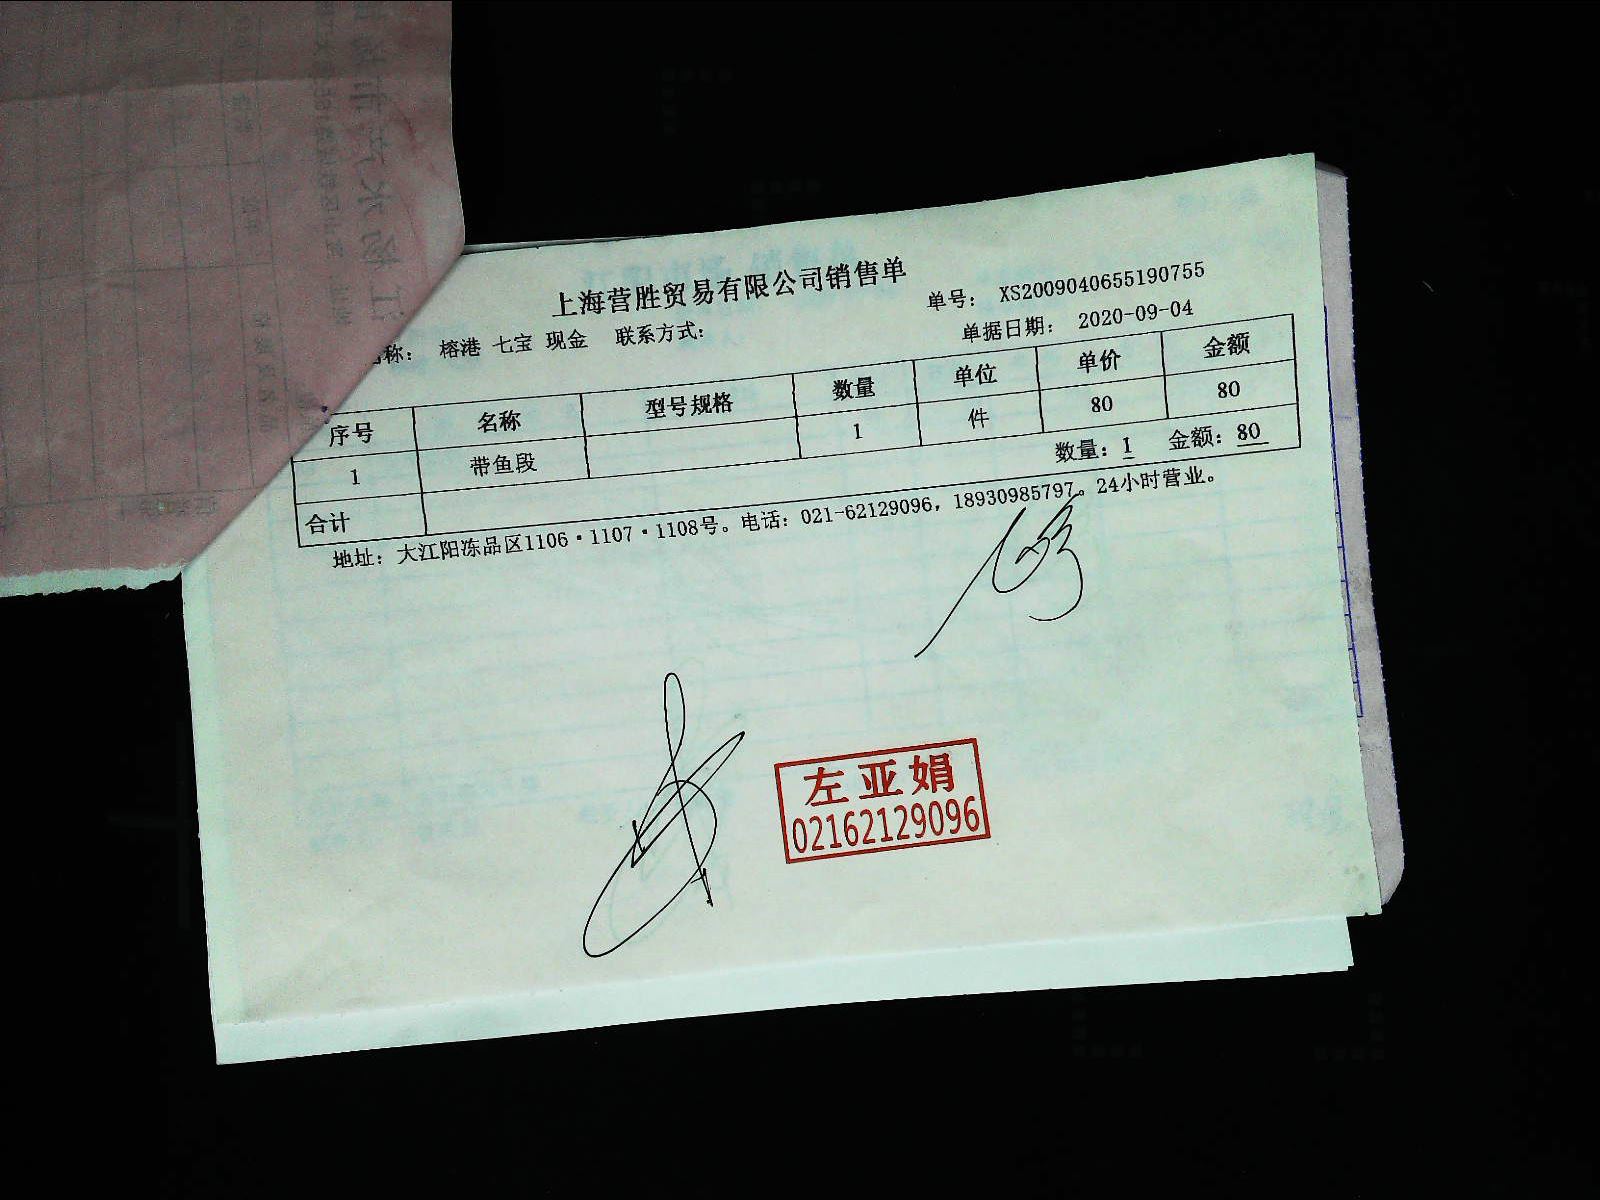 上海营胜贸易有限公司销售单
单号： XS2009040655190755
称： 榕港 七宝 现金 联系方式：
单据日期： 2020-09-04
序号 名称 型号规格 数量 单位 单价 金额
1 带鱼段 1 件 80 80
合计 数量：1 金额：80
地址：大江阳冻品区1106·1107·1108号。电话：021-62129096，18930985797。24小时营业。
左亚娟
02162129096